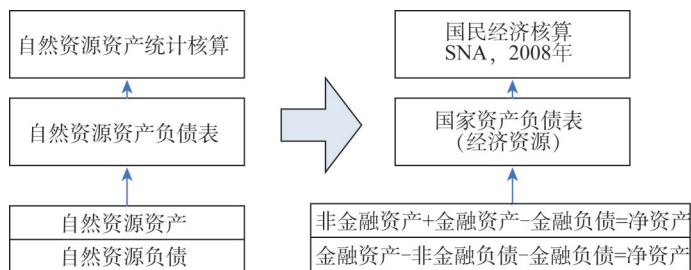 自然资源资产统计核算
自然资源资产负债表
自然资源资产
自然资源负债
国民经济核算
SNA，2008年
国家资产负债表
（经济资源）
非金融资产+金融资产-金融负债=净资产
金融资产-非金融负债-金融负债=净资产